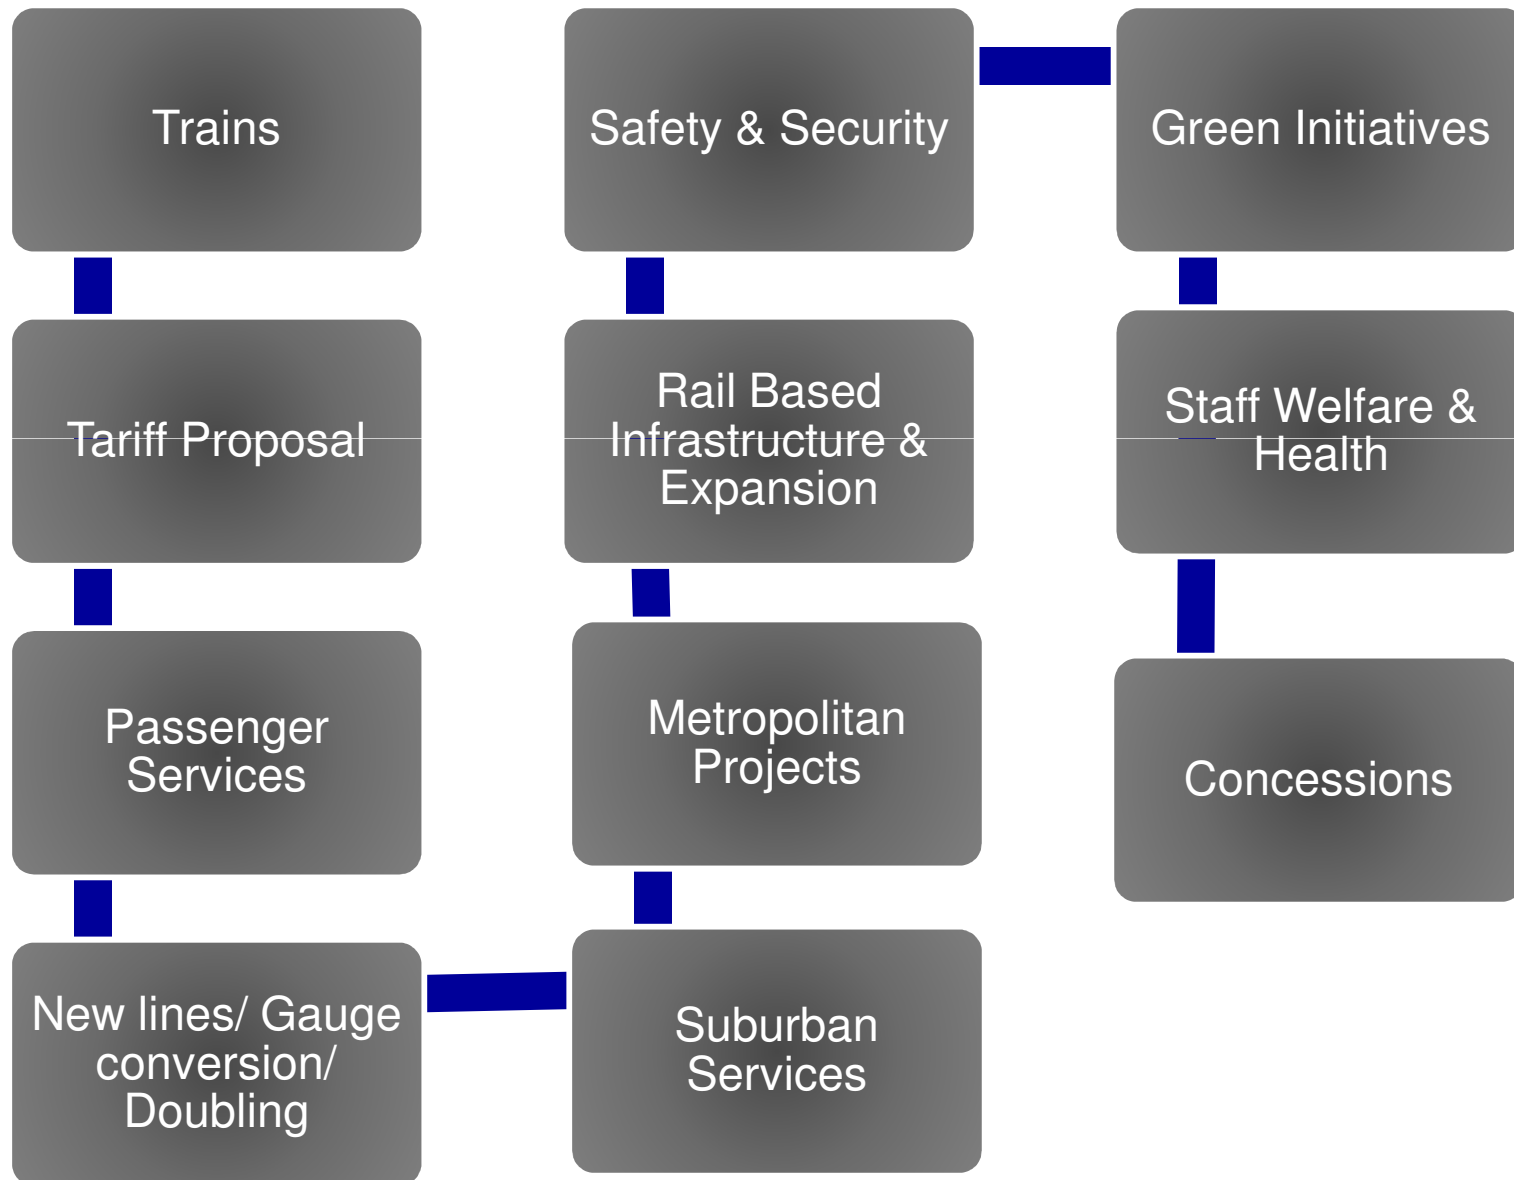 Trains
Tariff Proposal
Passenger
Services
New lines/ Gauge
conversion/
Doubling
Suburban
Services
Metropolitan
Projects
Rail Based
Infrastructure &
Expansion
Safety & Security
Green Initiatives
Staff Welfare &
Health
Concessions